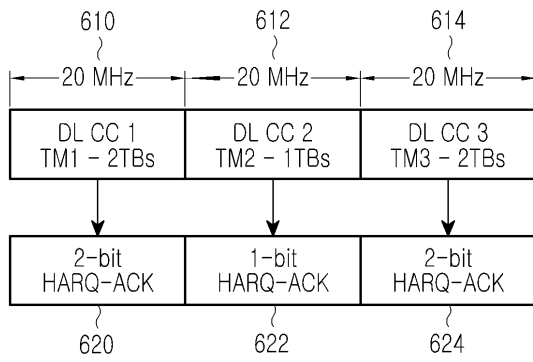 610 612 614
20 MHz 20 MHz 20 MHz
DL CC 1 DL CC 2 DL CC 3
TM1 - 2TBs TM2 - 1TBs TM3 - 2TBs
2-bit 1-bit 2-bit
HARQ-ACK HARQ-ACK HARQ-ACK
620 622 624